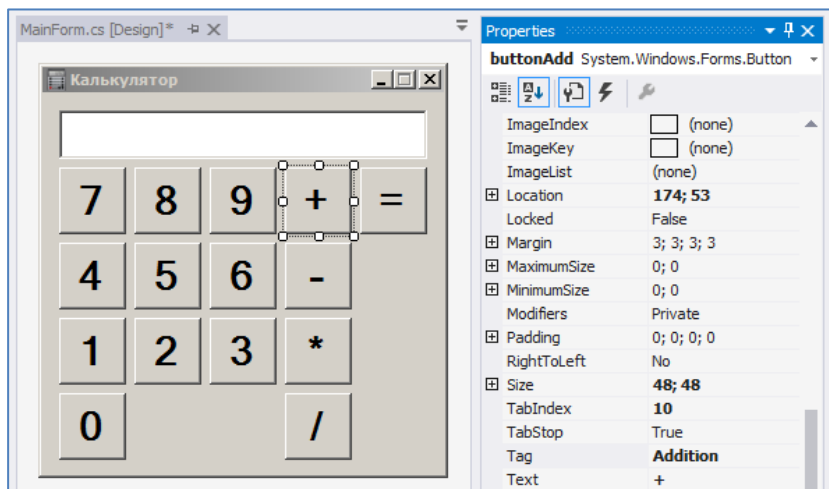 MainForm.cs [Design]*
Калькулятор
7 8 9 + =
4 5 6 -
1 2 3 *
0 /
Properties
buttonAdd System.Windows.Forms.Button
ImageIndex (none)
ImageKey (none)
ImageList (none)
Location 174; 53
Locked False
Margin 3; 3; 3; 3
MaximumSize 0; 0
MinimumSize 0; 0
Modifiers Private
Padding 0; 0; 0; 0
RightToLeft No
Size 48; 48
TabIndex 10
TabStop True
Tag Addition
Text +